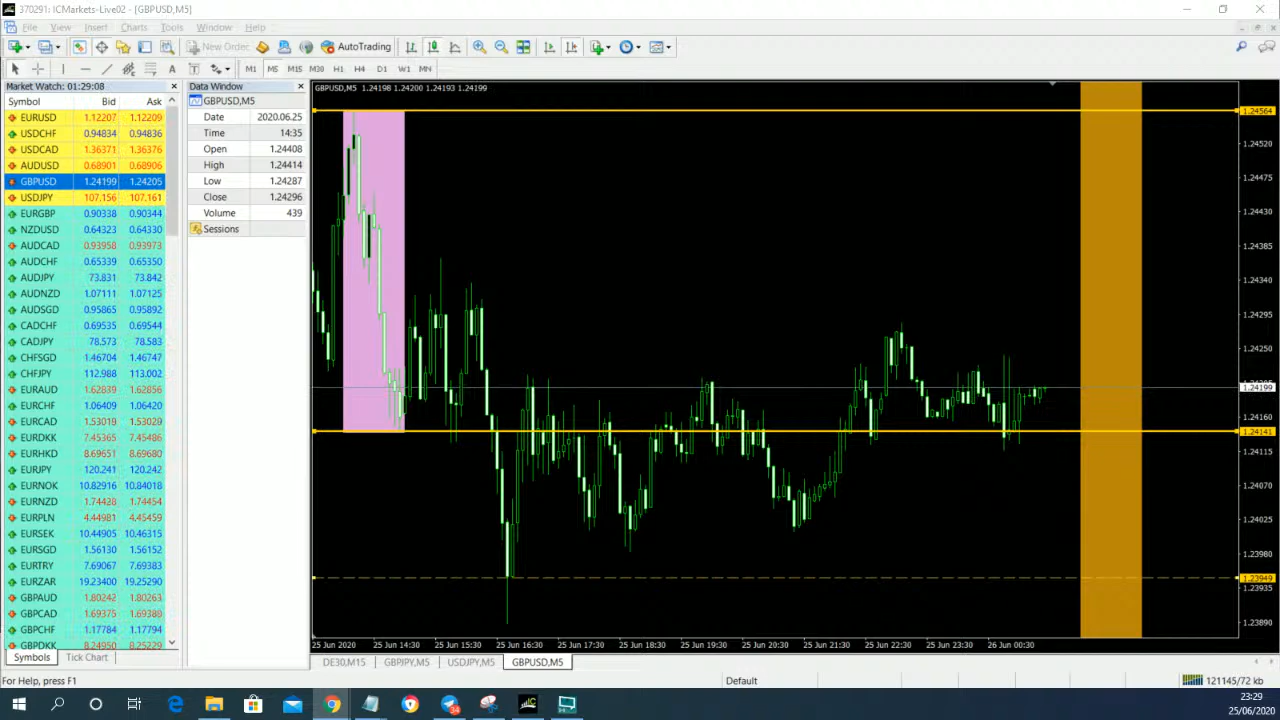 370291: ICMarkets-Live02 - [GBPUSD,M5]
File View Insert Charts Tools Window Help
New Order AutoTrading
A T M1 M5 M15 M30 H1 H4 D1 W1 MN
Market Watch: 01:29:08
Symbol Bid Ask
EURUSD 1.12207 1.12209
USDCHF 0.94834 0.94836
USDCAD 1.36371 1.36376
AUDUSD 0.68901 0.68906
GBPUSD 1.24199 1.24205
USDJPY 107.156 107.161
EURGBP 0.90338 0.90344
NZDUSD 0.64323 0.64330
AUDCAD 0.93958 0.93973
AUDCHF 0.65339 0.65350
AUDJPY 73.831 73.842
AUDNZD 1.07111 1.07125
AUDSGD 0.95865 0.95892
CADCHF 0.69535 0.69544
CADJPY 78.573 78.583
CHFSGD 1.46704 1.46747
CHFJPY 112.988 113.002
EURAUD 1.62839 1.62856
EURCHF 1.06409 1.06420
EURCAD 1.53019 1.53029
EURDKK 7.45365 7.45486
EURHKD 8.69651 8.69680
EURJPY 120.241 120.242
EURNOK 10.82916 10.84018
EURNZD 1.74428 1.74454
EURPLN 4.44981 4.45459
EURSEK 10.44905 10.46315
EURSGD 1.56130 1.56152
EURTRY 7.69067 7.69383
EURZAR 19.23400 19.25290
GBPAUD 1.80242 1.80263
GBPCAD 1.69375 1.69389
GBPCHF 1.17784 1.17794
GBPDKK 8.24950 8.25229
Symbols Tick Chart
Data Window
GBPUSD,M5
Date 2020.06.25
Time 14:35
Open 1.24408
High 1.24414
Low 1.24287
Close 1.24296
Volume 439
Sessions
GBPUSD,M5 1.24198 1.24200 1.24193 1.24199
1.24564
1.24520
1.24475
1.24430
1.24385
1.24340
1.24295
1.24250
1.24199
1.24160
1.24141
1.24115
1.24070
1.24025
1.23980
1.23949
1.23935
1.23890
25 Jun 2020 25 Jun 14:30 25 Jun 15:30 25 Jun 16:30 25 Jun 17:30 25 Jun 18:30 25 Jun 19:30 25 Jun 20:30 25 Jun 21:30 25 Jun 22:30 25 Jun 23:30 26 Jun 00:30
DE30,M15 GBPJPY,M5 USDJPY,M5 GBPUSD,M5
For Help, press F1 Default 121145/72 kb
23:29
25/06/2020